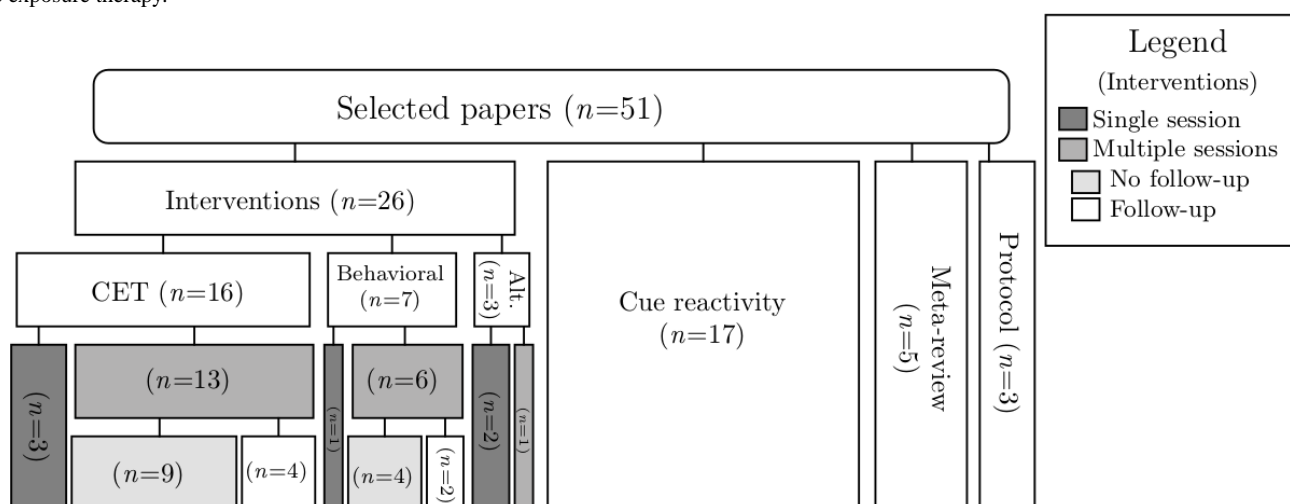 exposure therapy.
Legend
(Interventions)
Single session
Multiple sessions
No follow-up
Follow-up
Selected papers (n=51)
Interventions (n=26)
CET (n=16)
Behavioral
(n=7)
Alt.
(n=3)
Cue reactivity
(n=17)
Meta-review
(n=5)
Protocol (n=3)
(n=3)
(n=13)
(n=1)
(n=6)
(n=2)
(n=1)
(n=9)
(n=4)
(n=4)
(n=2)